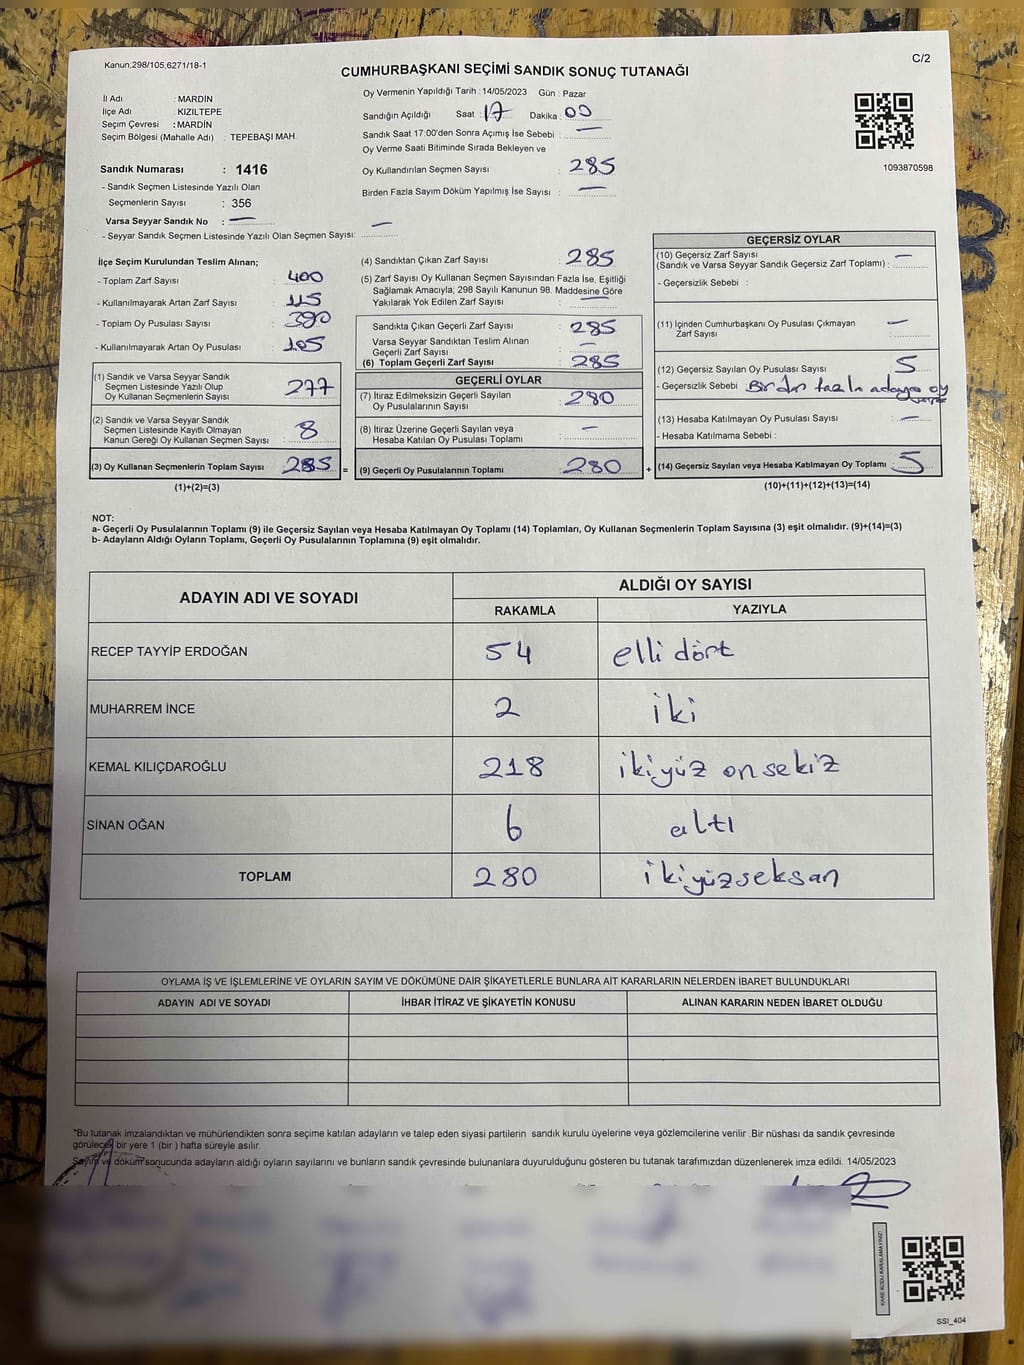 Kanun;298/105,6271/18-1
C/2
CUMHURBAŞKANI SEÇİMİ SANDIK SONUÇ TUTANAĞI
İl Adı : MARDİN
İlçe Adı : KIZILTEPE
Seçim Çevresi : MARDİN
Seçim Bölgesi (Mahalle Adı) : TEPEBAŞI MAH.
Sandık Numarası : 1416
- Sandık Seçmen Listesinde Yazılı Olan
Seçmenlerin Sayısı : 356
Varsa Seyyar Sandık No : —
- Seyyar Sandık Seçmen Listesinde Yazılı Olan Seçmen Sayısı: —
Oy Vermenin Yapıldığı Tarih : 14/05/2023 Gün : Pazar
Sandığın Açıldığı Saat : 17 Dakika : 00
Sandık Saat 17:00'den Sonra Açımış İse Sebebi : —
Oy Verme Saati Bitiminde Sırada Bekleyen ve
Oy Kullandırılan Seçmen Sayısı : 285
Birden Fazla Sayım Döküm Yapılmış İse Sayısı : —
1093870598
İlçe Seçim Kurulundan Teslim Alınan;
- Toplam Zarf Sayısı : 400
- Kullanılmayarak Artan Zarf Sayısı : 115
- Toplam Oy Pusulası Sayısı : 390
- Kullanılmayarak Artan Oy Pusulası : 105
(1) Sandık ve Varsa Seyyar Sandık
Seçmen Listesinde Yazılı Olup
Oy Kullanan Seçmenlerin Sayısı : 277
(2) Sandık ve Varsa Seyyar Sandık
Seçmen Listesinde Kayıtlı Olmayan
Kanun Gereği Oy Kullanan Seçmen Sayısı : 8
(3) Oy Kullanan Seçmenlerin Toplam Sayısı : 285 =
(1)+(2)=(3)
(4) Sandıktan Çıkan Zarf Sayısı : 285
(5) Zarf Sayısı Oy Kullanan Seçmen Sayısından Fazla İse, Eşitliği
Sağlamak Amacıyla; 298 Sayılı Kanunun 98. Maddesine Göre
Yakılarak Yok Edilen Zarf Sayısı : —
Sandıkta Çıkan Geçerli Zarf Sayısı : 285
Varsa Seyyar Sandıktan Teslim Alınan
Geçerli Zarf Sayısı : —
(6) Toplam Geçerli Zarf Sayısı : 285
GEÇERLİ OYLAR
(7) İtiraz Edilmeksizin Geçerli Sayılan
Oy Pusulalarının Sayısı : 280
(8) İtiraz Üzerine Geçerli Sayılan veya
Hesaba Katılan Oy Pusulası Toplamı : —
(9) Geçerli Oy Pusulalarının Toplamı : 280 +
GEÇERSİZ OYLAR
(10) Geçersiz Zarf Sayısı
(Sandık ve Varsa Seyyar Sandık Geçersiz Zarf Toplamı) : —
- Geçersizlik Sebebi :
(11) İçinden Cumhurbaşkanı Oy Pusulası Çıkmayan
Zarf Sayısı : —
(12) Geçersiz Sayılan Oy Pusulası Sayısı : 5
- Geçersizlik Sebebi Birden fazla adaya oy
(13) Hesaba Katılmayan Oy Pusulası Sayısı : —
- Hesaba Katılmama Sebebi :
(14) Geçersiz Sayılan veya Hesaba Katılmayan Oy Toplamı : 5
(10)+(11)+(12)+(13)=(14)
NOT:
a- Geçerli Oy Pusulalarının Toplamı (9) ile Geçersiz Sayılan veya Hesaba Katılmayan Oy Toplamı (14) Toplamları, Oy Kullanan Seçmenlerin Toplam Sayısına (3) eşit olmalıdır. (9)+(14)=(3)
b- Adayların Aldığı Oyların Toplamı, Geçerli Oy Pusulalarının Toplamına (9) eşit olmalıdır.
ADAYIN ADI VE SOYADI
ALDIĞI OY SAYISI
RAKAMLA YAZIYLA
RECEP TAYYİP ERDOĞAN 54 elli dört
MUHARREM İNCE 2 iki
KEMAL KILIÇDAROĞLU 218 ikiyüz onsekiz
SİNAN OĞAN 6 altı
TOPLAM 280 ikiyüzseksan
OYLAMA İŞ VE İŞLEMLERİNE VE OYLARIN SAYIM VE DÖKÜMÜNE DAİR ŞİKAYETLERLE BUNLARA AİT KARARLARIN NELERDEN İBARET BULUNDUKLARI
ADAYIN ADI VE SOYADI İHBAR İTİRAZ VE ŞİKAYETİN KONUSU ALINAN KARARIN NEDEN İBARET OLDUĞU
"Bu tutanak imzalandıktan ve mühürlendikten sonra seçime katılan adayların ve talep eden siyasi partilerin sandık kurulu üyelerine veya gözlemcilerine verilir .Bir nüshası da sandık çevresinde
görülecek bir yere 1 (bir ) hafta süreyle asılır.
Sayım ve döküm sonucunda adayların aldığı oyların sayılarını ve bunların sandık çevresinde bulunanlara duyurulduğunu gösteren bu tutanak tarafımızdan düzenlenerek imza edildi. 14/05/2023
KARE KODU KARALAMAYINIZ!
SSI_404